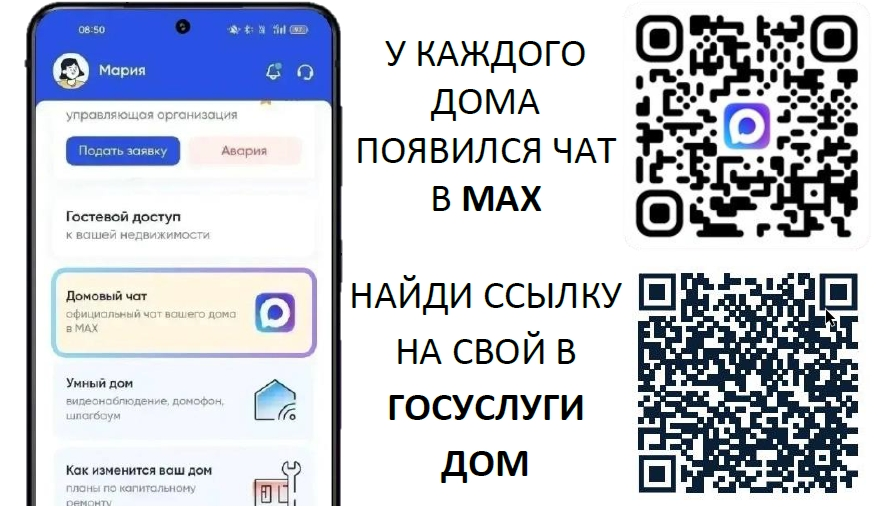 08:50
Мария
управляющая организация
Подать заявку
Авария
Гостевой доступ
к вашей недвижимости
Домовый чат
официальный чат вашего дома
в МАХ
Умный дом
видеонаблюдение, домофон,
шлагбаум
Как изменится ваш дом
планы по капитальному
ремонту
У КАЖДОГО
ДОМА
ПОЯВИЛСЯ ЧАТ
В МАХ
НАЙДИ ССЫЛКУ
НА СВОЙ В
ГОСУСЛУГИ
ДОМ